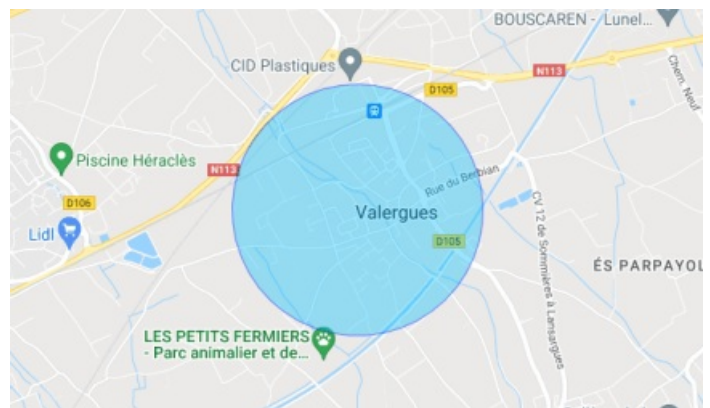 BOUSCAREN - Lunel...
CID Plastiques
N113
D105
Chem. Neuf
Piscine Héraclès
N113
Rue du Berbian
D106
Valergues
Lidl
D105
CV 12 de Sommières à Lansargues
ÉS PARPAYOL
LES PETITS FERMIERS
- Parc animalier et de...